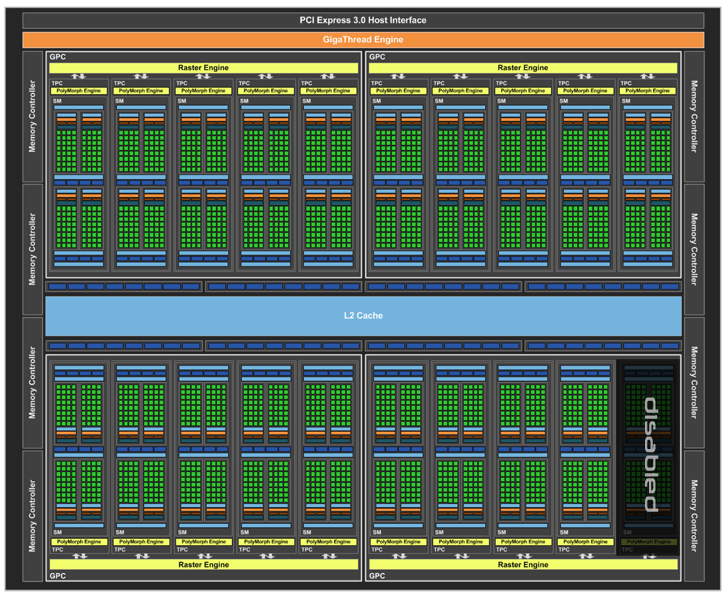 PCI Express 3.0 Host Interface
GigaThread Engine
GPC
GPC
Raster Engine
Raster Engine
TPC TPC TPC TPC TPC
TPC TPC TPC TPC TPC
PolyMorph Engine PolyMorph Engine PolyMorph Engine PolyMorph Engine PolyMorph Engine
PolyMorph Engine PolyMorph Engine PolyMorph Engine PolyMorph Engine PolyMorph Engine
SM SM SM SM SM
SM SM SM SM SM
Memory Controller
Memory Controller
Memory Controller
Memory Controller
L2 Cache
Memory Controller
Memory Controller
Memory Controller
Memory Controller
disabled
SM SM SM SM SM
SM SM SM SM SM
PolyMorph Engine PolyMorph Engine PolyMorph Engine PolyMorph Engine PolyMorph Engine
PolyMorph Engine PolyMorph Engine PolyMorph Engine PolyMorph Engine PolyMorph Engine
TPC TPC TPC TPC TPC
TPC TPC TPC TPC TPC
Raster Engine
Raster Engine
GPC
GPC